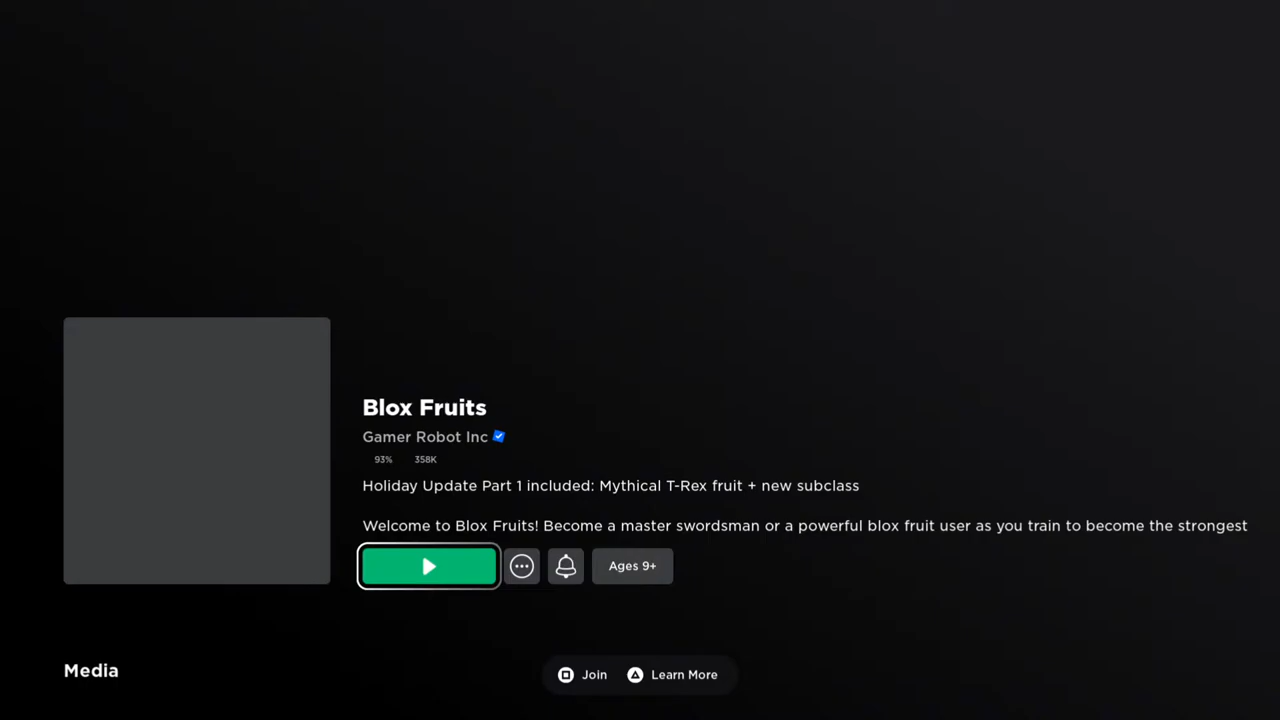 Blox Fruits
Gamer Robot Inc
93% 358K
Holiday Update Part 1 included: Mythical T-Rex fruit + new subclass
Welcome to Blox Fruits! Become a master swordsman or a powerful blox fruit user as you train to become the strongest
Ages 9+
Media
Join Learn More